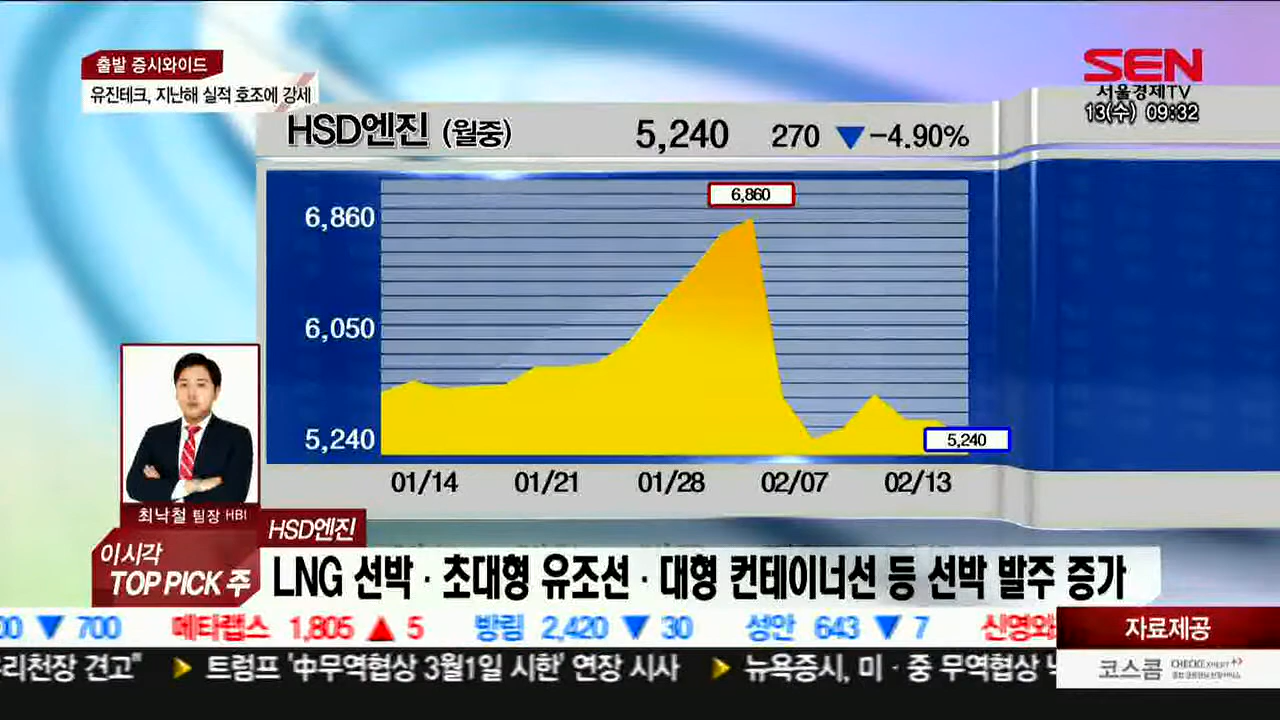 출발 증시와이드
유진테크, 지난해 실적 호조에 강세
SEN
서울경제TV
13(수) 09:32
HSD엔진 (월중) 5,240 270 ▼-4.90%
6,860
6,860
6,050
5,240
5,240
01/14 01/21 01/28 02/07 02/13
최낙철 팀장 HBI
이시각
TOP PICK 주
HSD엔진
LNG 선박·초대형 유조선·대형 컨테이너선 등 선박 발주 증가
00 ▼ 700 메타랩스 1,805 ▲ 5 방림 2,420 ▼ 30 성안 643 ▼ 7 신영와
자료제공
리천장 견고" ▶ 트럼프 '中무역협상 3월1일 시한' 연장 시사 ▶ 뉴욕증시, 미·중 무역협상
코스콤 CHECK EXPERT+